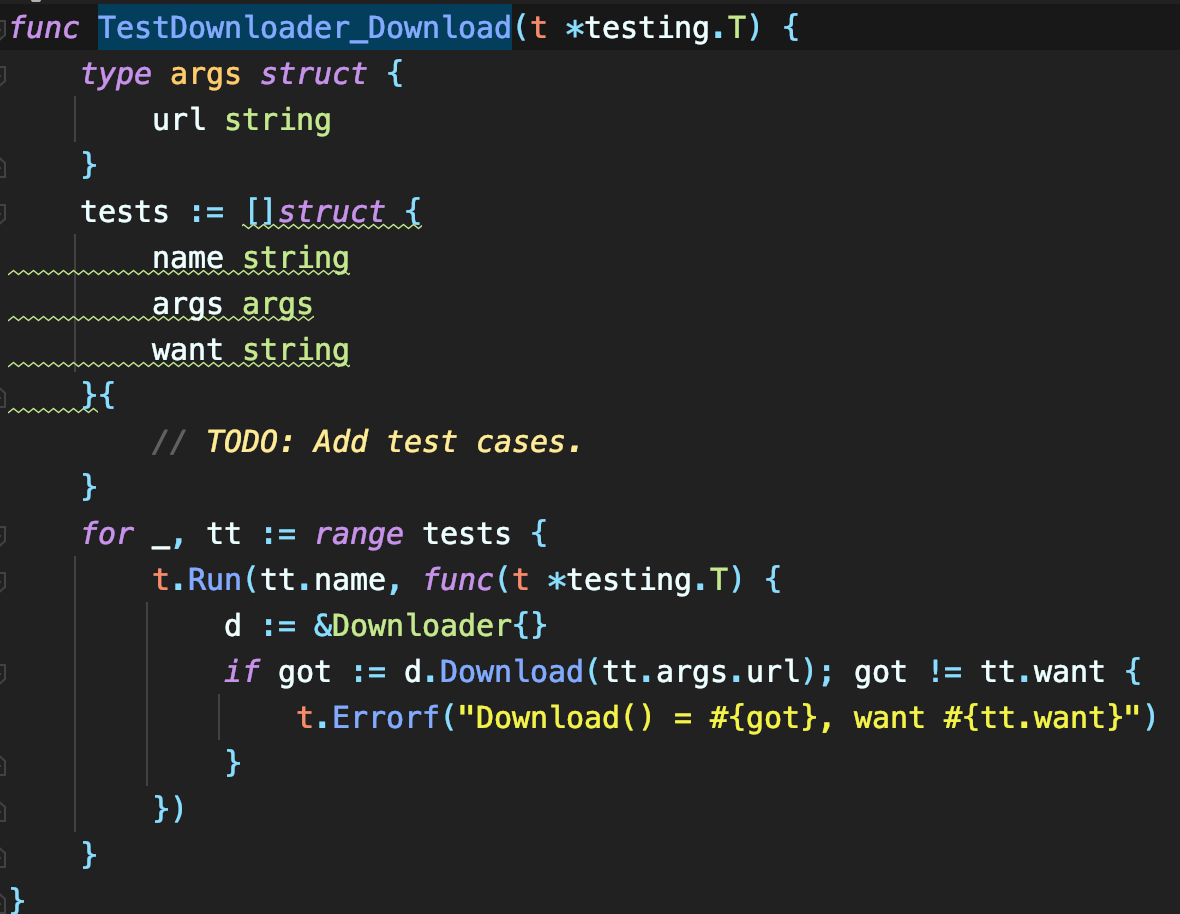 func TestDownloader_Download(t *testing.T) {
    type args struct {
        url string
    }
    tests := []struct {
        name string
        args args
        want string
    }{
        // TODO: Add test cases.
    }
    for _, tt := range tests {
        t.Run(tt.name, func(t *testing.T) {
            d := &Downloader{}
            if got := d.Download(tt.args.url); got != tt.want {
                t.Errorf("Download() = #{got}, want #{tt.want}")
            }
        })
    }
}